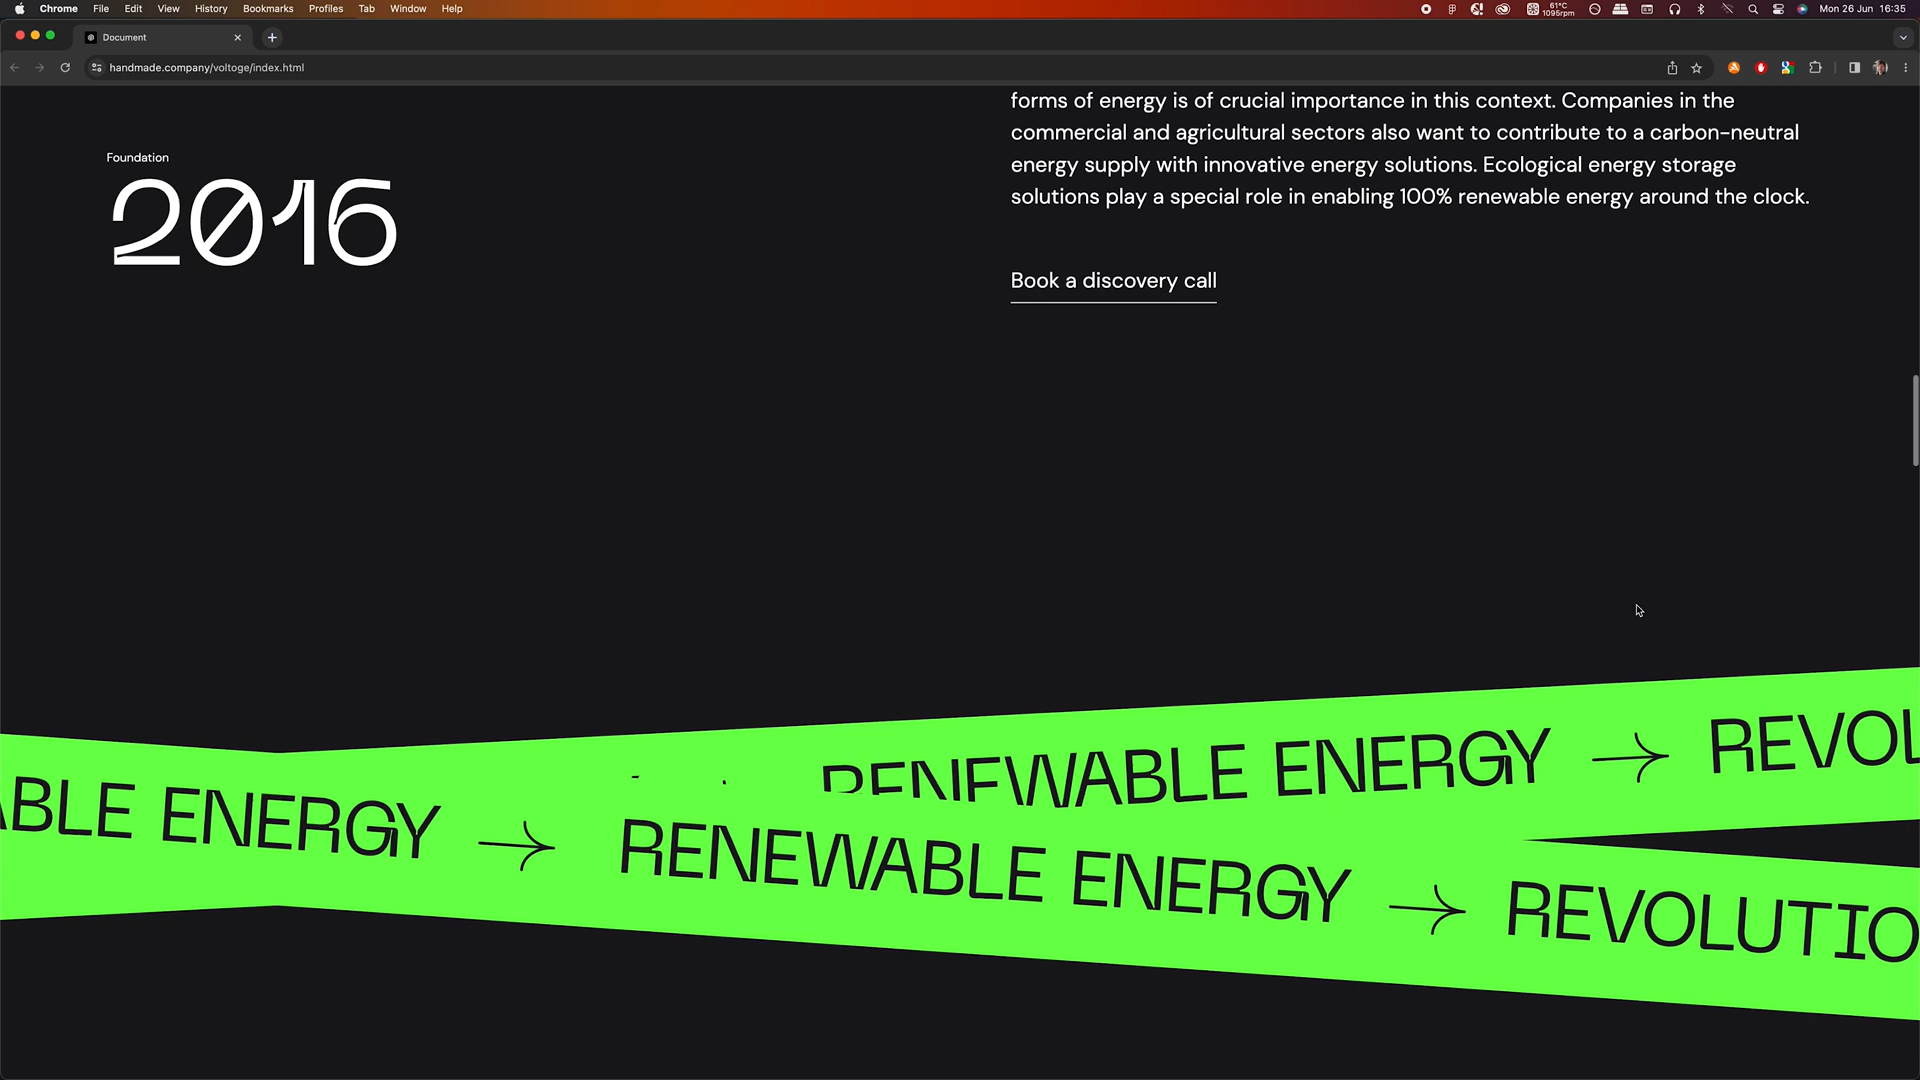 Chrome File Edit View History Bookmarks Profiles Tab Window Help
61°C
1095rpm
Mon 26 Jun 16:35
Document
handmade.company/voltoge/index.html
Foundation
2016
forms of energy is of crucial importance in this context. Companies in the
commercial and agricultural sectors also want to contribute to a carbon-neutral
energy supply with innovative energy solutions. Ecological energy storage
solutions play a special role in enabling 100% renewable energy around the clock.
Book a discovery call
RENEWABLE ENERGY → REVOL
ABLE ENERGY → RENEWABLE ENERGY → REVOLUTIO